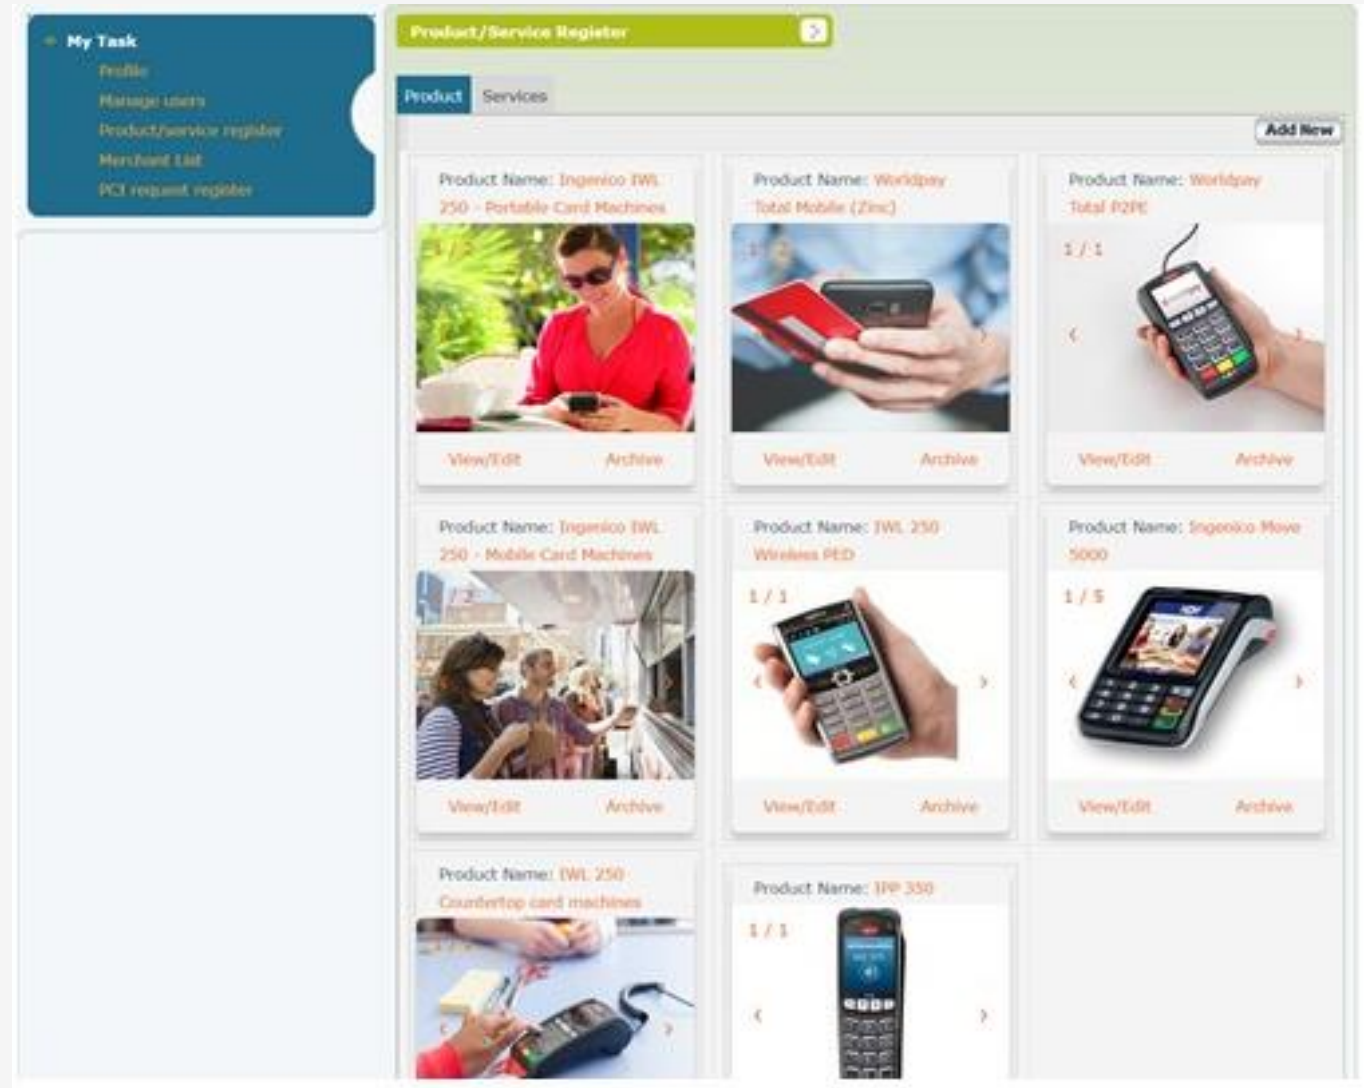 My Task
Profile
Manage users
Product/service register
Merchant List
PCI request register
Product/Service Register
Product Services
Add New
Product Name: Ingenico IWL
250 - Portable Card Machines
View/Edit Archive
Product Name: Worldpay
Total Mobile (Zinc)
View/Edit Archive
Product Name: Worldpay
Total P2PE
1 / 1
View/Edit Archive
Product Name: Ingenico IWL
250 - Mobile Card Machines
/ 2
View/Edit Archive
Product Name: IWL 250
Wireless PED
1 / 1
View/Edit Archive
Product Name: Ingenico Move
5000
1 / 5
View/Edit Archive
Product Name: IWL 250
Countertop card machines
Product Name: IPP 350
1 / 1